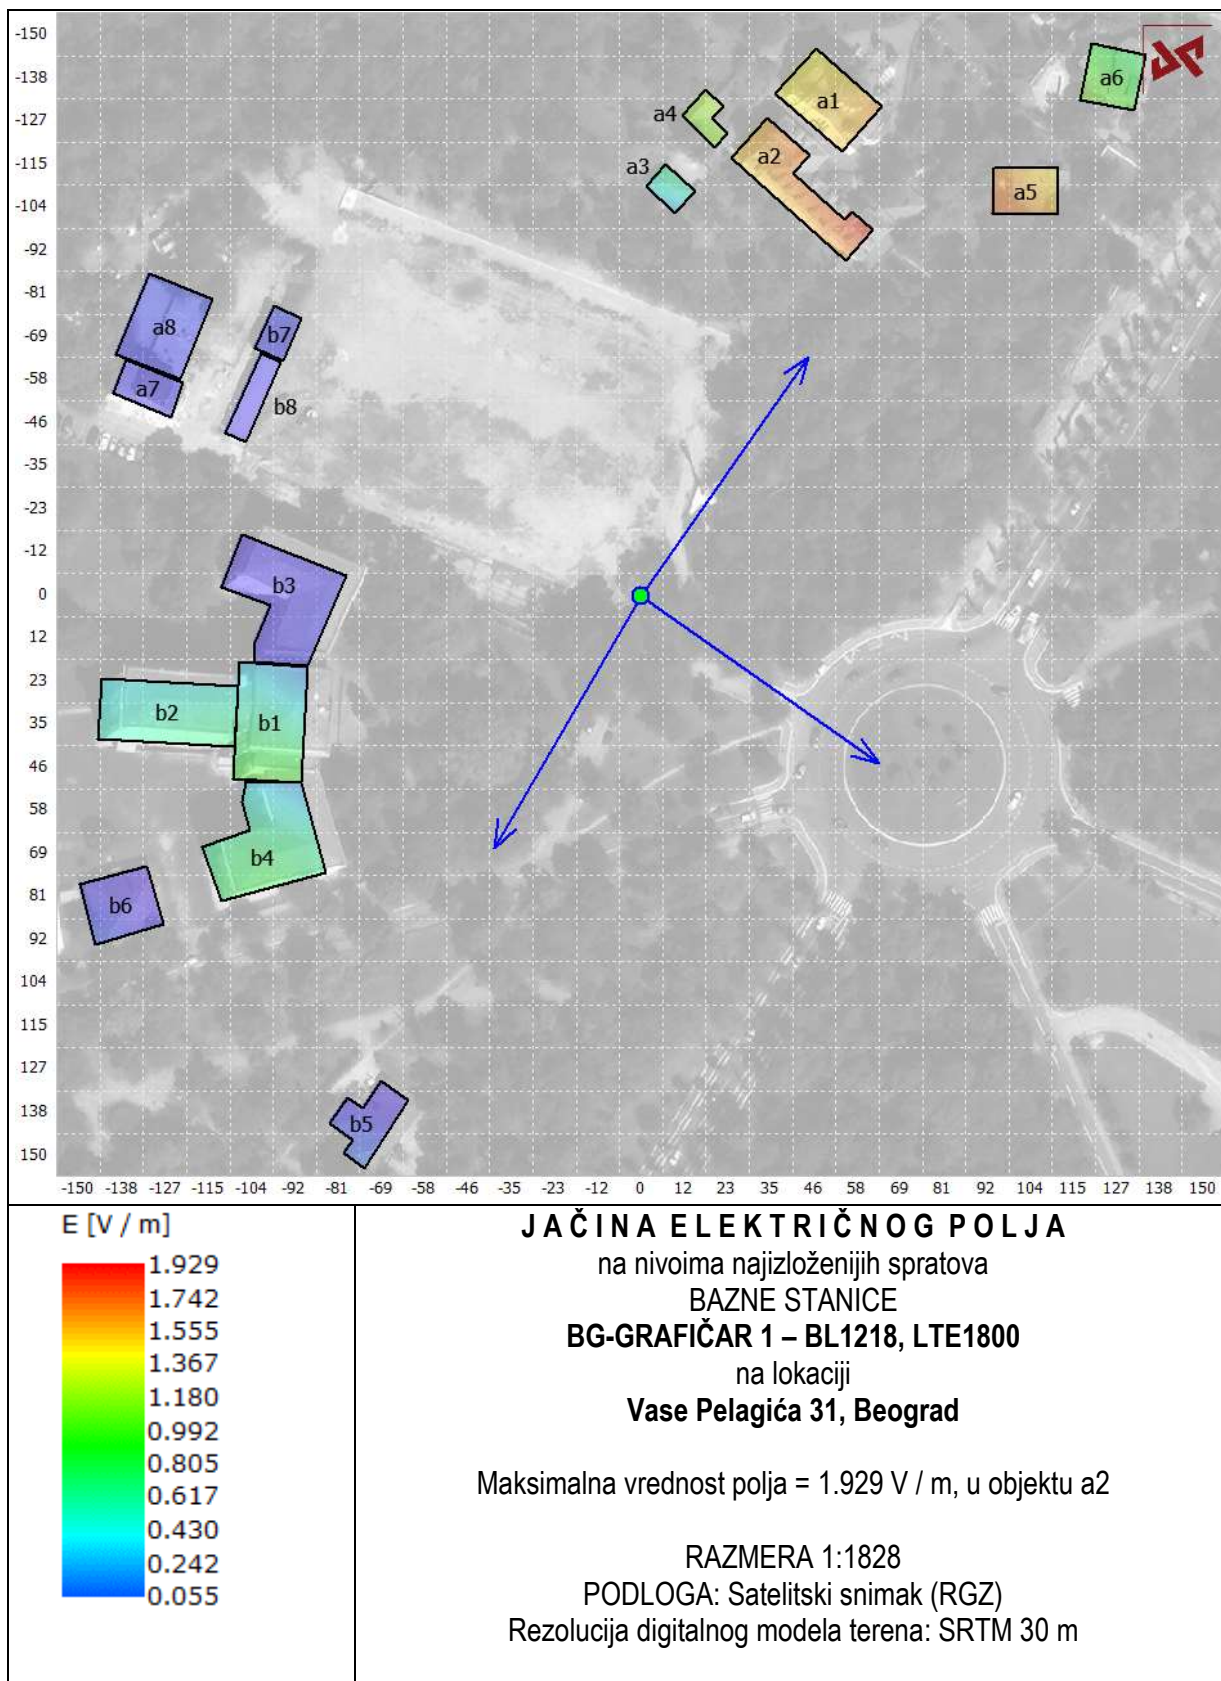 -150
-138
-127
-115
-104
-92
-81
-69
-58
-46
-35
-23
-12
0
12
23
35
46
58
69
81
92
104
115
127
138
150
a1
a2
a3
a4
a5
a6
a8
a7
b7
b8
b3
b2
b1
b4
b6
b5
-150 -138 -127 -115 -104 -92 -81 -69 -58 -46 -35 -23 -12 0 12 23 35 46 58 69 81 92 104 115 127 138 150
E [V / m]
1.929
1.742
1.555
1.367
1.180
0.992
0.805
0.617
0.430
0.242
0.055
JAČINA ELEKTRIČNOG POLJA
na nivoima najizloženijih spratova
BAZNE STANICE
BG-GRAFIČAR 1 – BL1218, LTE1800
na lokaciji
Vase Pelagića 31, Beograd
Maksimalna vrednost polja = 1.929 V / m, u objektu a2
RAZMERA 1:1828
PODLOGA: Satelitski snimak (RGZ)
Rezolucija digitalnog modela terena: SRTM 30 m